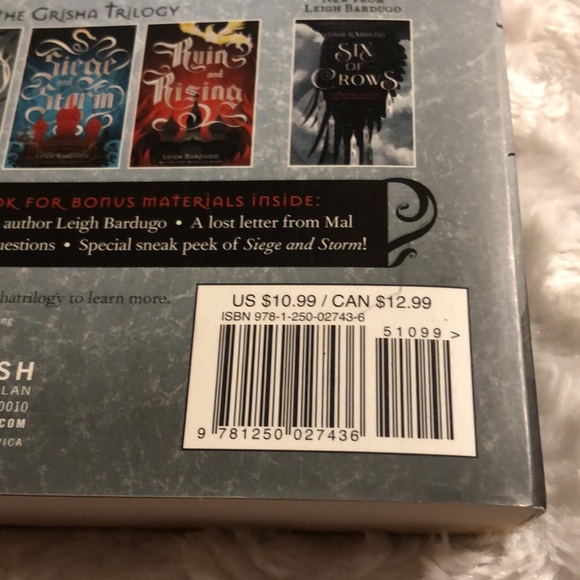 THE GRISHA TRILOGY
NEW FROM
LEIGH BARDUGO
Siege
and
Storm
LEIGH BARDUGO
Ruin
and
Rising
LEIGH BARDUGO
LEIGH BARDUGO
SIX
OF
CROWS
OK FOR BONUS MATERIALS INSIDE:
author Leigh Bardugo • A lost letter from Mal
uestions • Special sneak peek of Siege and Storm!
hatrilogy to learn more.
ng
SH
LAN
0010
.COM
RICA
US $10.99 / CAN $12.99
ISBN 978-1-250-02743-6
51099>
9 781250 027436